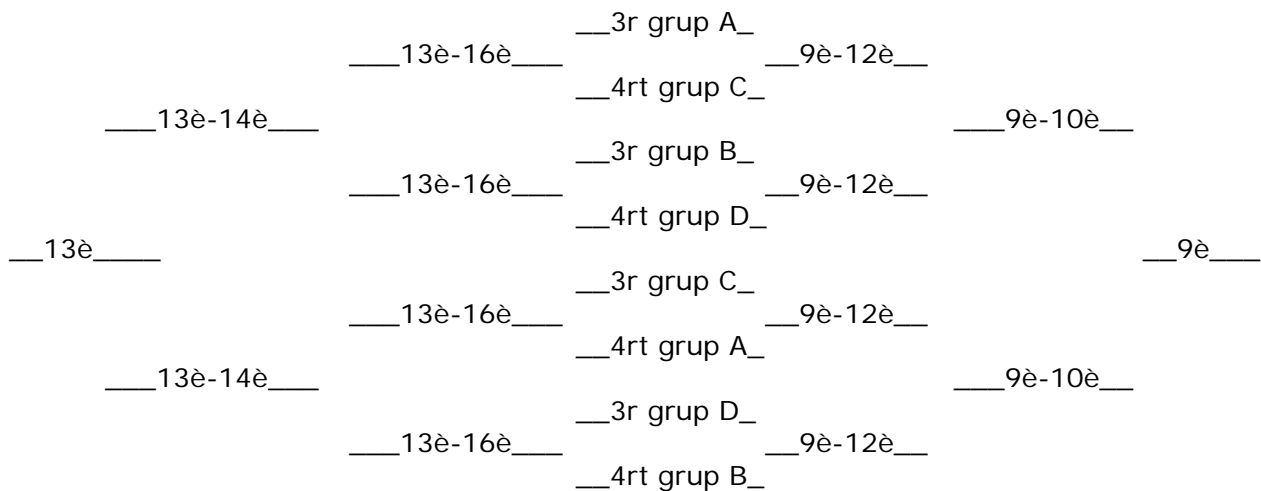 __3r grup A_
___13è-16è___ __9è-12è__
__4rt grup C_
___13è-14è___ ___9è-10è__
__3r grup B_
___13è-16è___ __9è-12è__
__4rt grup D_
__13è____ __9è___
__3r grup C_
___13è-16è___ __9è-12è__
__4rt grup A_
___13è-14è___ ___9è-10è__
__3r grup D_
___13è-16è___ __9è-12è__
__4rt grup B_